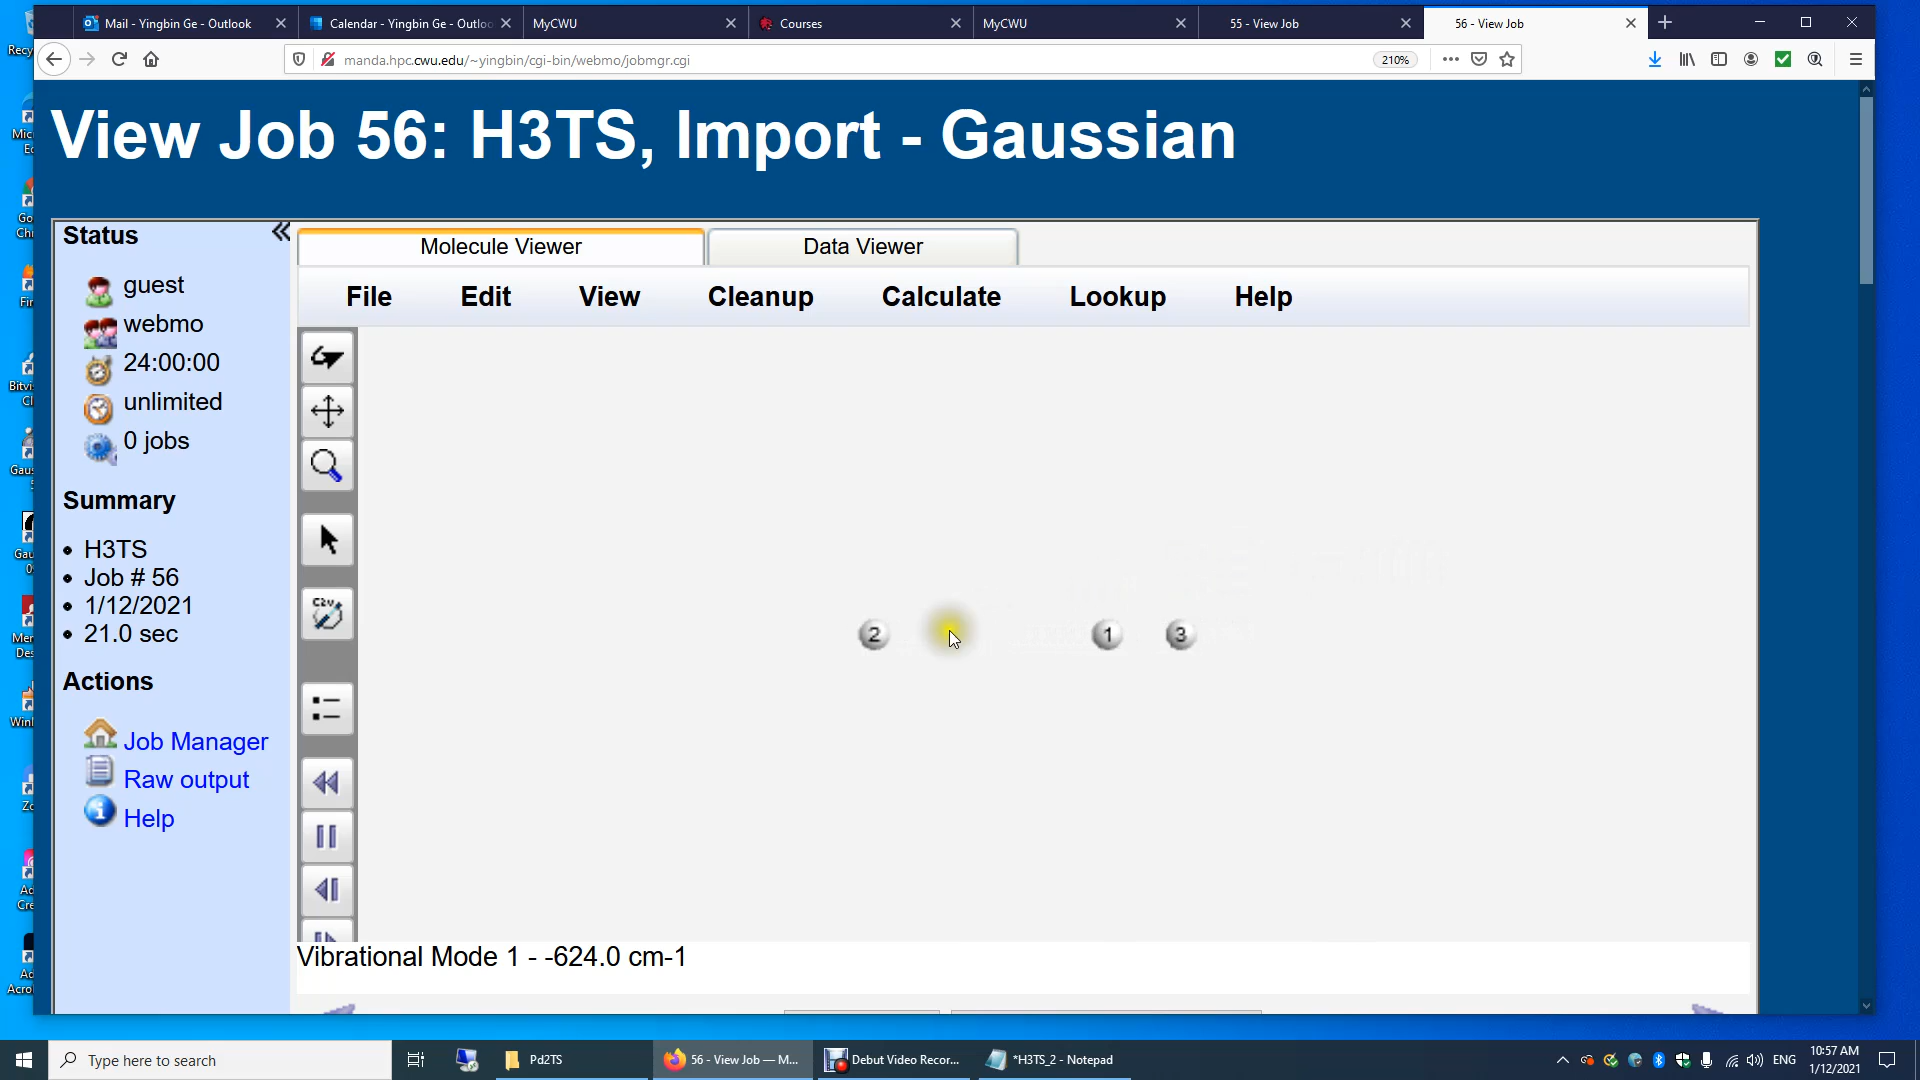 Mail - Yingbin Ge - Outlook
Calendar - Yingbin Ge - Outlo
MyCWU
Courses
MyCWU
55 - View Job
56 - View Job
manda.hpc.cwu.edu/~yingbin/cgi-bin/webmo/jobmgr.cgi
210%
View Job 56: H3TS, Import - Gaussian
Status
guest
webmo
24:00:00
unlimited
0 jobs
Summary
H3TS
Job # 56
1/12/2021
21.0 sec
Actions
Job Manager
Raw output
Help
Molecule Viewer
Data Viewer
File
Edit
View
Cleanup
Calculate
Lookup
Help
C2v
2
1
3
Vibrational Mode 1 - -624.0 cm-1
Type here to search
Pd2TS
56 - View Job — M...
Debut Video Recor...
*H3TS_2 - Notepad
ENG
10:57 AM
1/12/2021